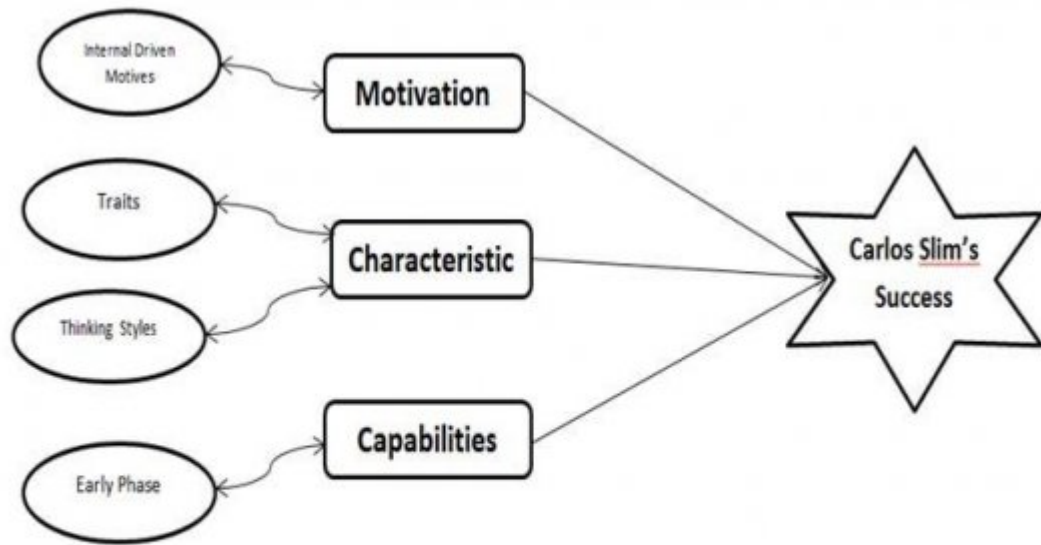 Internal Driven
Motives
Motivation
Traits
Characteristic
Thinking Styles
Capabilities
Early Phase
Carlos Slim's
Success